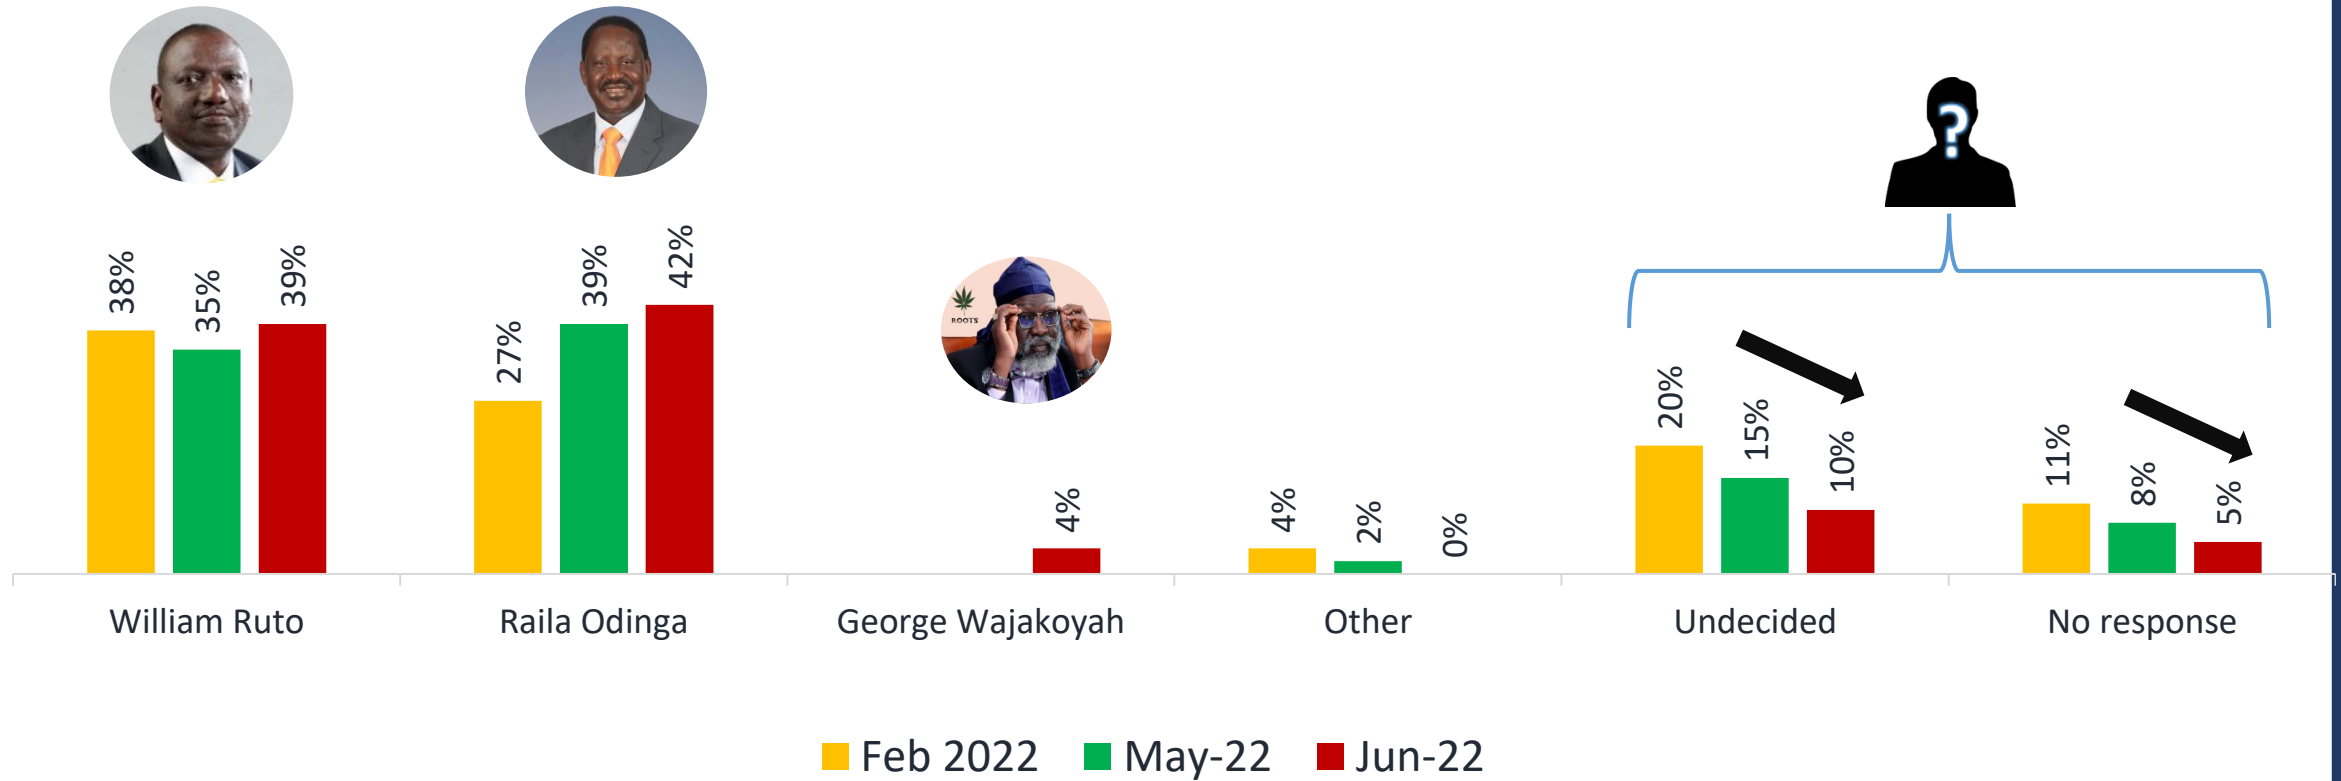 38%
35%
39%
27%
39%
42%
ROOTS
4%
4%
2%
0%
?
20%
15%
10%
11%
8%
5%
William Ruto
Raila Odinga
George Wajakoyah
Other
Undecided
No response
Feb 2022
May-22
Jun-22